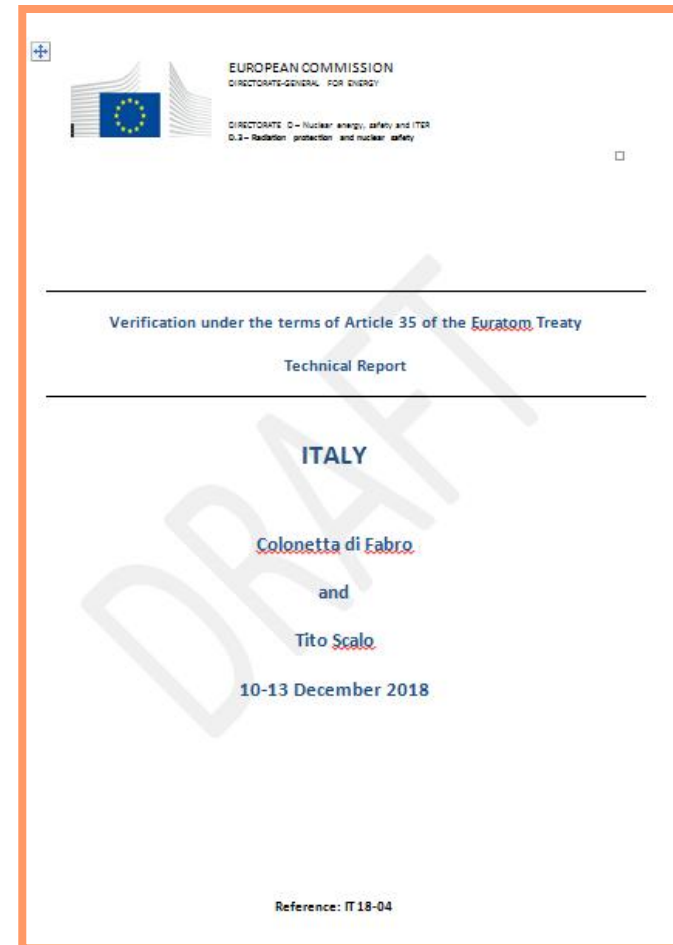 EUROPEAN COMMISSION
DIRECTORATE-GENERAL FOR ENERGY
DIRECTORATE D – Nuclear energy, safety and ITER
D.3 – Radiation protection and nuclear safety
Verification under the terms of Article 35 of the Euratom Treaty
Technical Report
DRAFT
ITALY
Colonetta di Fabro
and
Tito Scalo
10-13 December 2018
Reference: IT 18-04